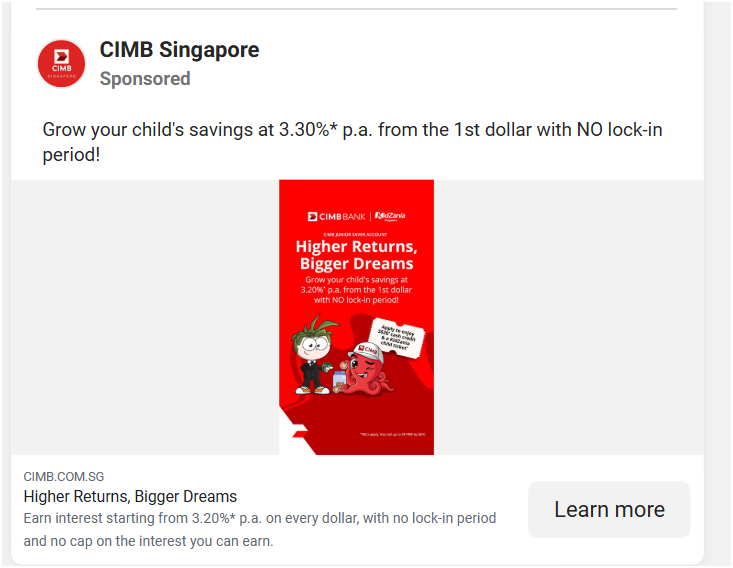 CIMB
SINGAPORE
CIMB Singapore
Sponsored
Grow your child's savings at 3.30%* p.a. from the 1st dollar with NO lock-in
period!
CIMB BANK | KidZania
Singapore
CIMB JUNIOR SAVER ACCOUNT
Higher Returns,
Bigger Dreams
Grow your child's savings at
3.20%* p.a. from the 1st dollar
with NO lock-in period!
Apply to enjoy
cash credit
& a KidZania
child ticket*
CIMB
*T&Cs apply.
CIMB.COM.SG
Higher Returns, Bigger Dreams
Earn interest starting from 3.20%* p.a. on every dollar, with no lock-in period
and no cap on the interest you can earn.
Learn more